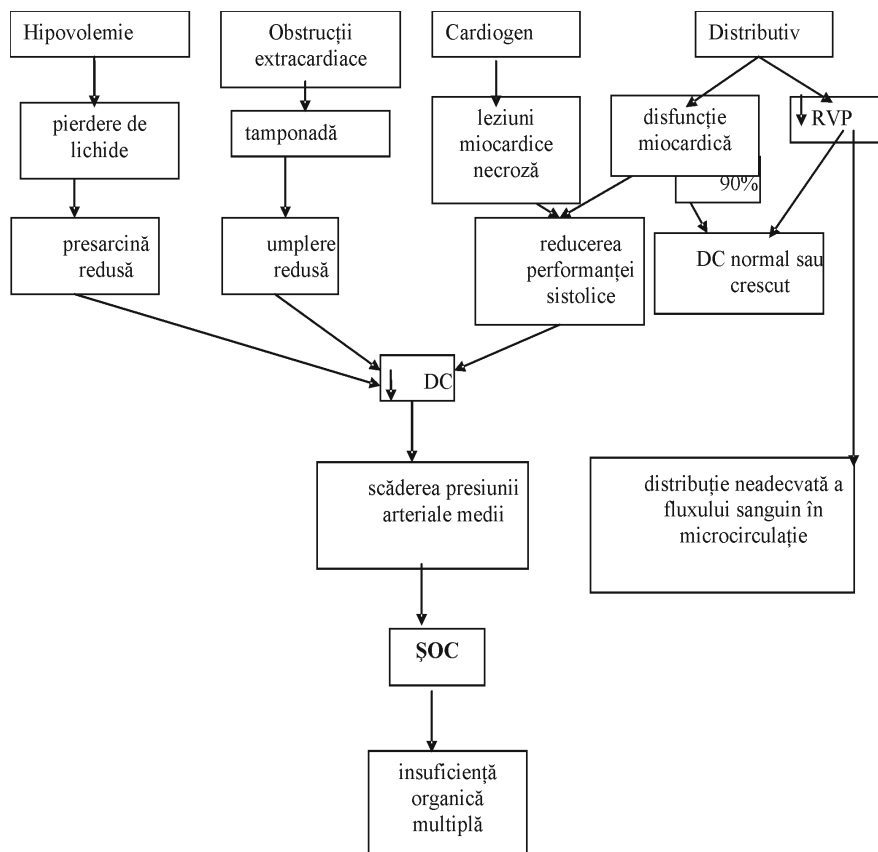 Hipovolemie
Obstrucții
extracardiace
Cardiogen
Distributiv
pierdere de
lichide
tamponadă
leziuni
miocardice
necroză
disfuncție
miocardică
RVP
90%
presarcină
redusă
umplere
redusă
reducerea
performanței
sistolice
DC normal sau
crescut
DC
scăderea presiunii
arteriale medii
distribuție neadecvată a
fluxului sanguin în
microcirculație
ŞOC
insuficiență
organică
multiplă